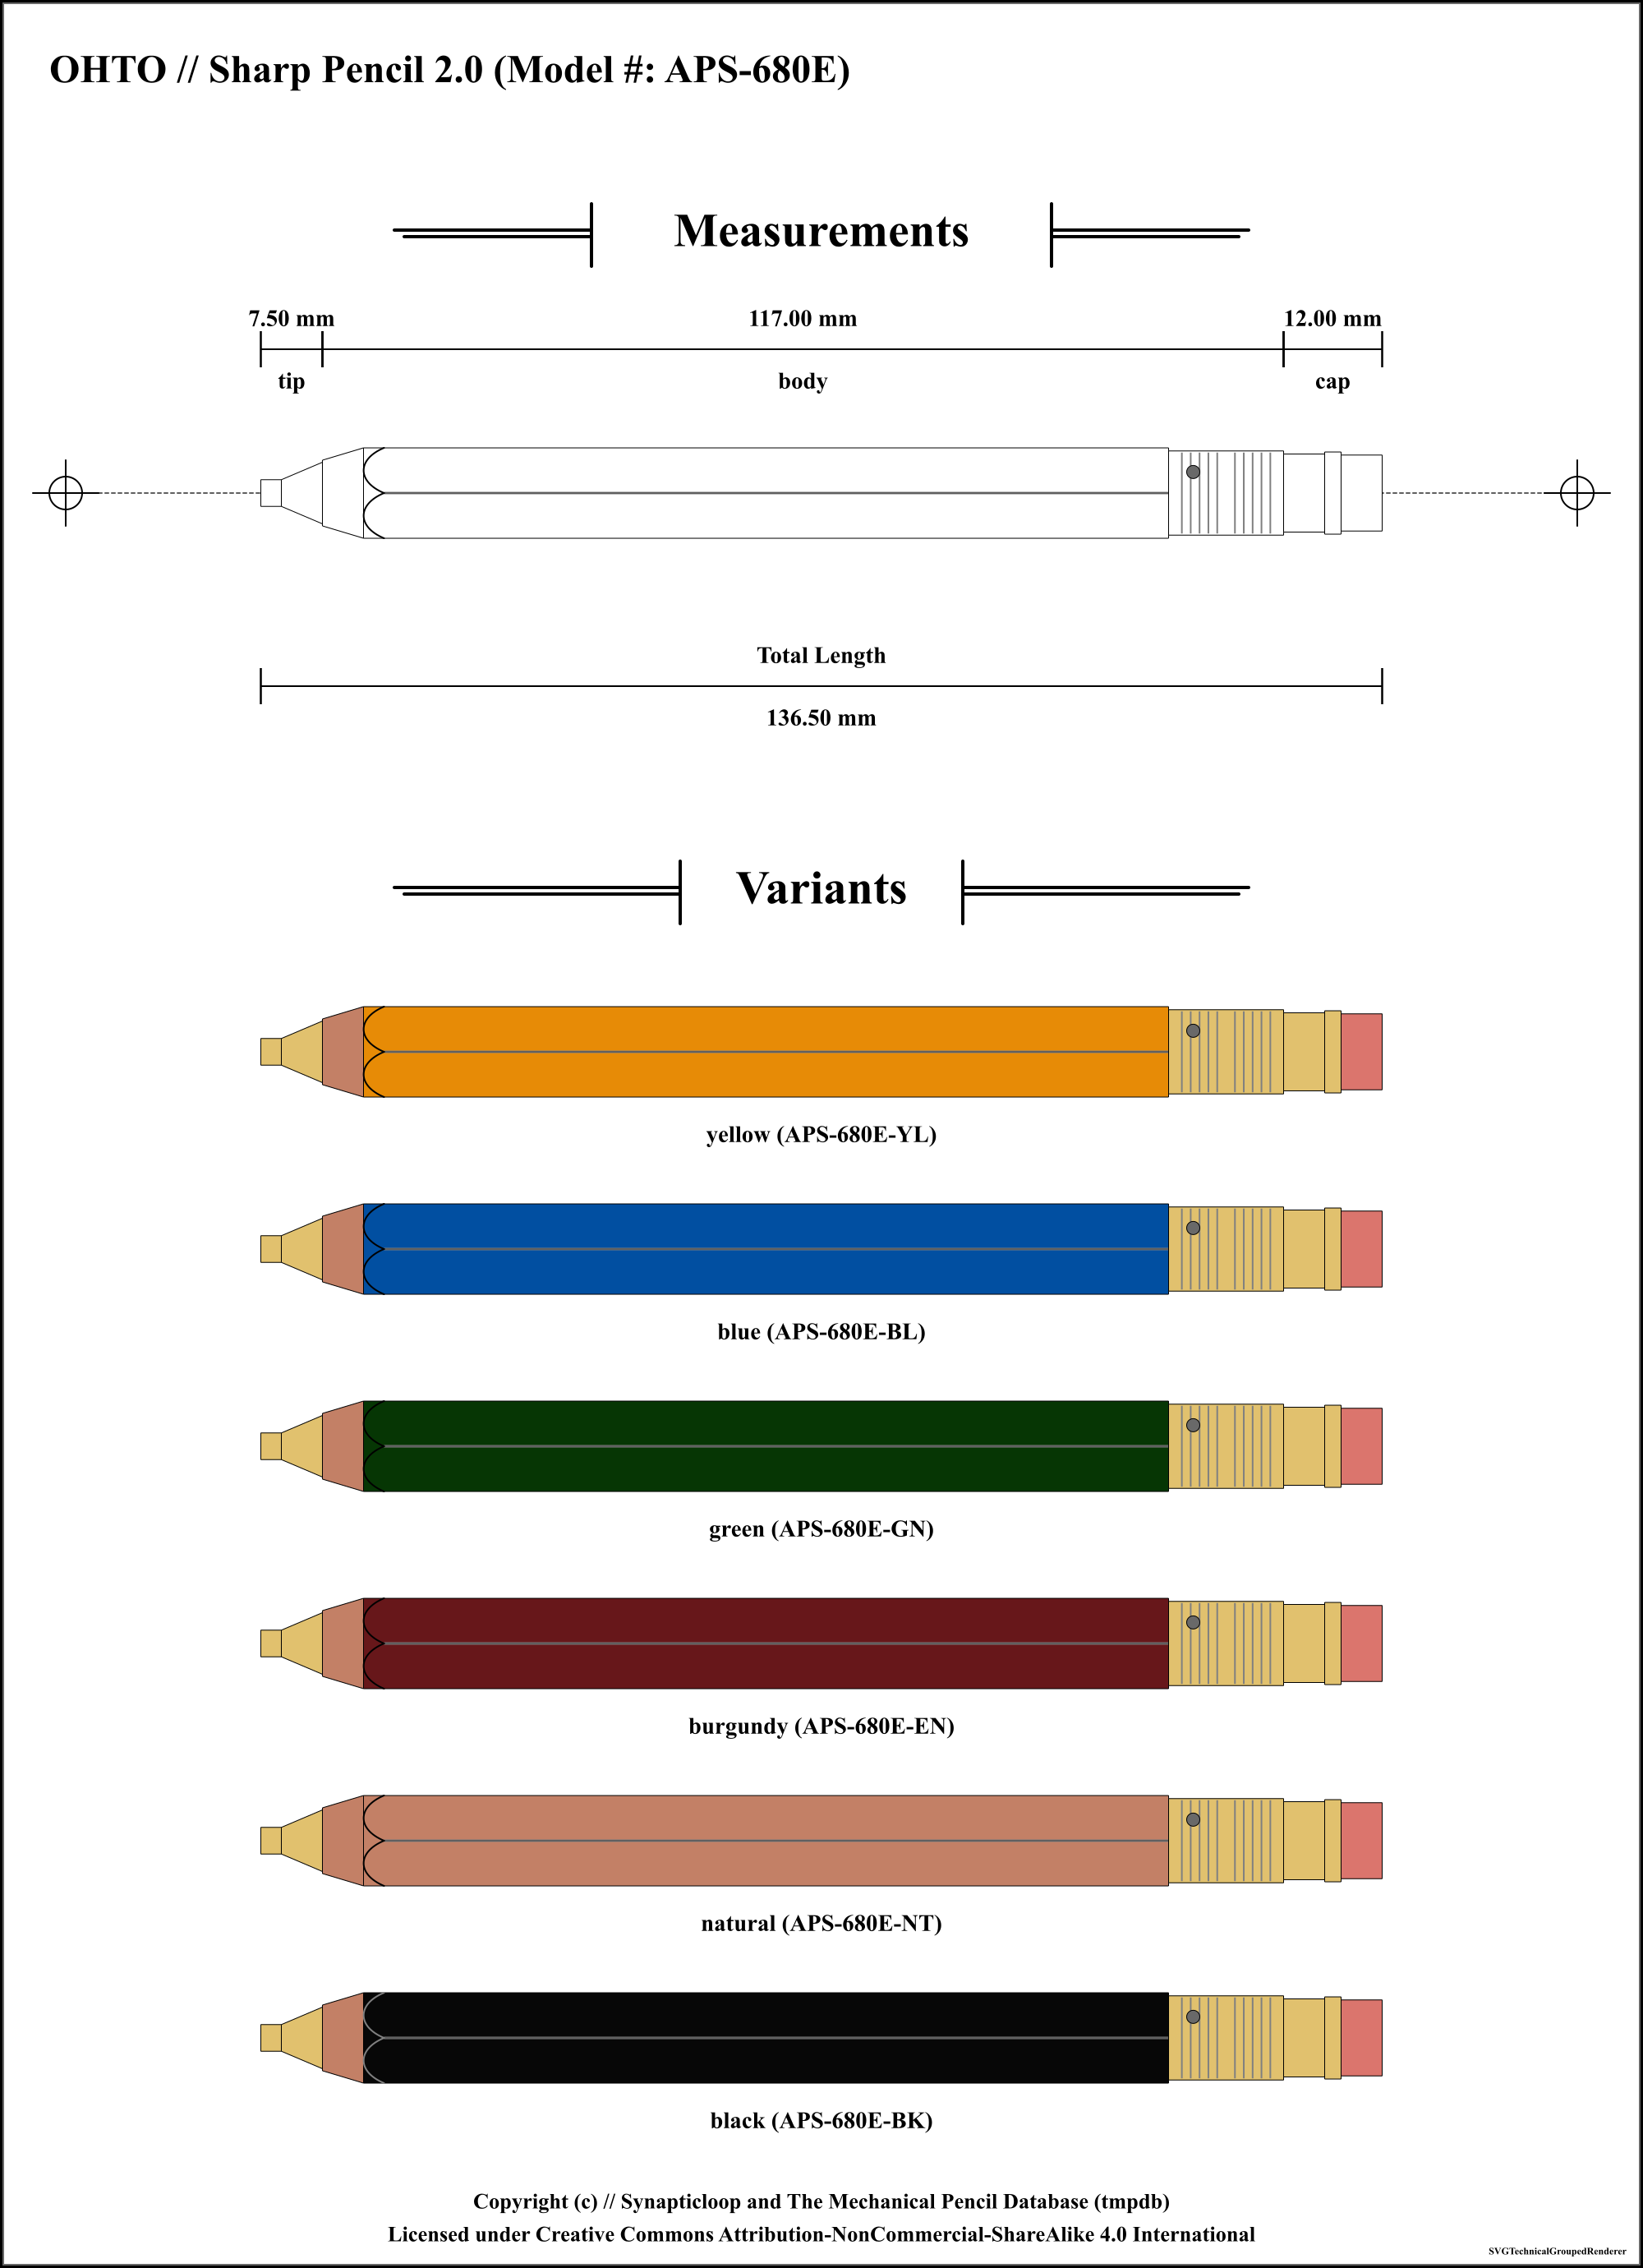 OHTO // Sharp Pencil 2.0 (Model #: APS-680E)
Measurements
7.50 mm 117.00 mm 12.00 mm
tip body cap
Total Length
136.50 mm
Variants
yellow (APS-680E-YL)
blue (APS-680E-BL)
green (APS-680E-GN)
burgundy (APS-680E-EN)
natural (APS-680E-NT)
black (APS-680E-BK)
Copyright (c) // Synapticloop and The Mechanical Pencil Database (tmpdb)
Licensed under Creative Commons Attribution-NonCommercial-ShareAlike 4.0 International
SVGTechnicalGroupedRenderer